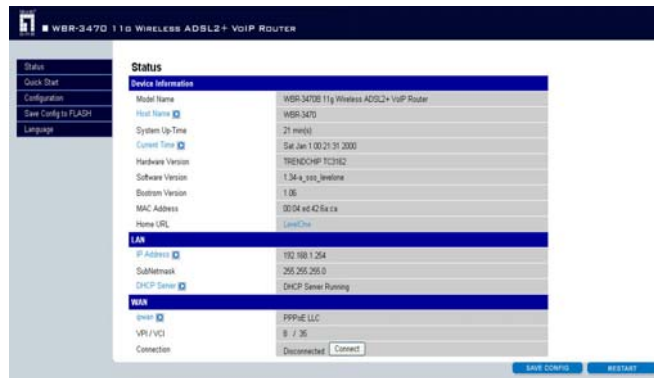 WBR-3470 11g Wireless ADSL2+ VoIP Router
Status
Quick Start
Configuration
Save Config to FLASH
Language
Status
Device Information
Model Name WBR-3470B 11g Wireless ADSL2+ VoIP Router
Host Name WBR-3470
System Up-Time 21 min(s)
Current Time Sat Jan 1 00:21:31 2000
Hardware Version TRENDCHIP TC3162
Software Version
Bootrom Version 1.06
MAC Address 00:04:ed:42:6a:ca
Home URL LevelOne
LAN
IP Address 192.168.1.254
SubNetmask 255.255.255.0
DHCP Server DHCP Server Running
WAN
ipwan PPPoE LLC
VPI / VCI 8 / 35
Connection Disconnected Connect
SAVE CONFIG RESTART